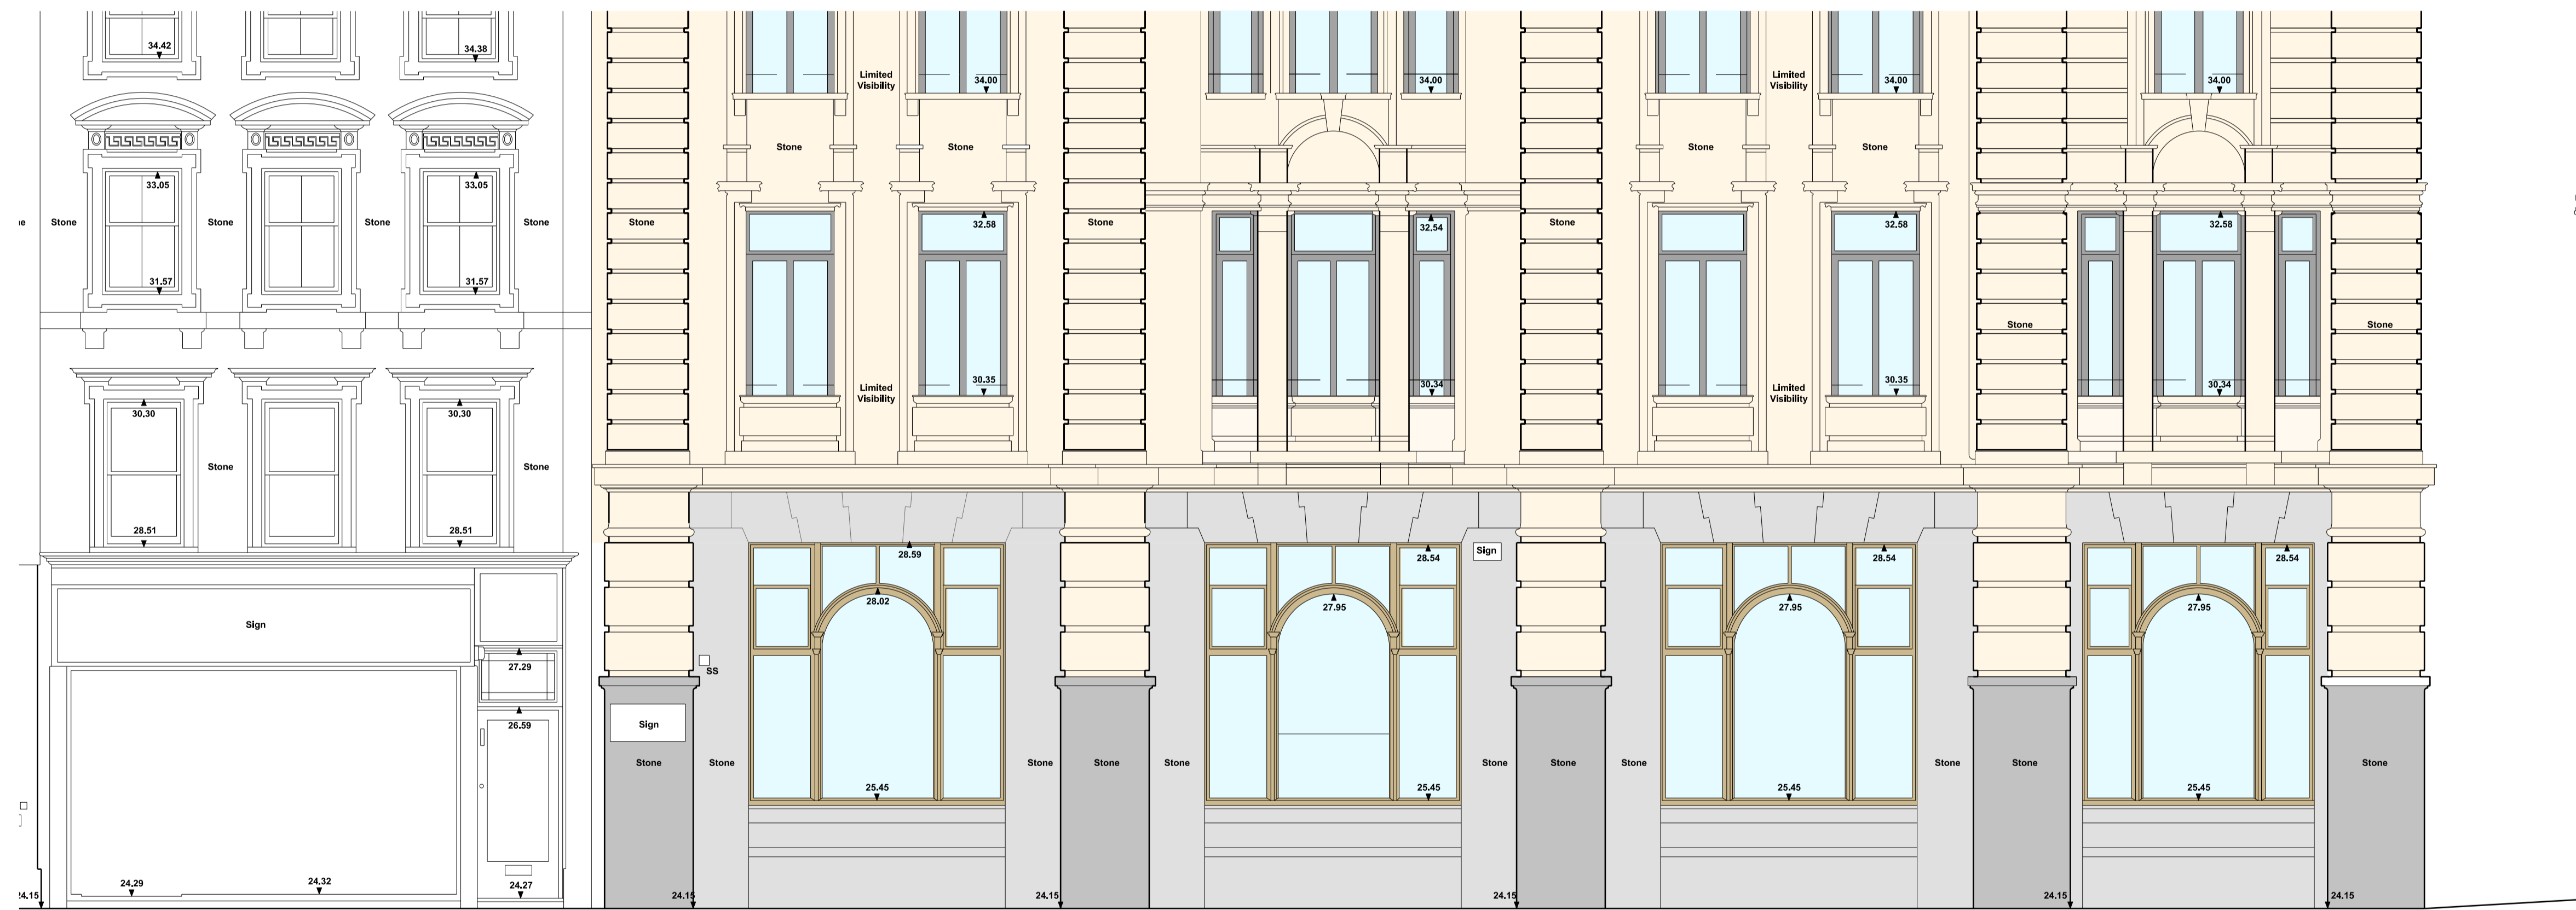 34.42
34.38
Limited
Visibility
34.00
34.00
Limited
Visibility
34.00
34.00
Stone
Stone
Stone
Stone
33.05
33.05
Stone
Stone
Stone
Stone
Stone
Stone
32.58
32.54
Stone
32.58
32.58
31.57
31.57
Stone
Stone
Limited
Visibility
30.35
30.34
Limited
Visibility
30.35
30.34
30.30
30.30
Stone
Stone
28.51
28.51
28.59
28.54
Sign
28.54
28.54
28.02
27.95
27.95
27.95
Sign
27.29
SS
26.59
Sign
Stone
Stone
Stone
Stone
Stone
Stone
Stone
Stone
Stone
Stone
Stone
25.45
25.45
25.45
25.45
24.29
24.32
24.27
24.15
24.15
24.15
24.15
24.15
24.15